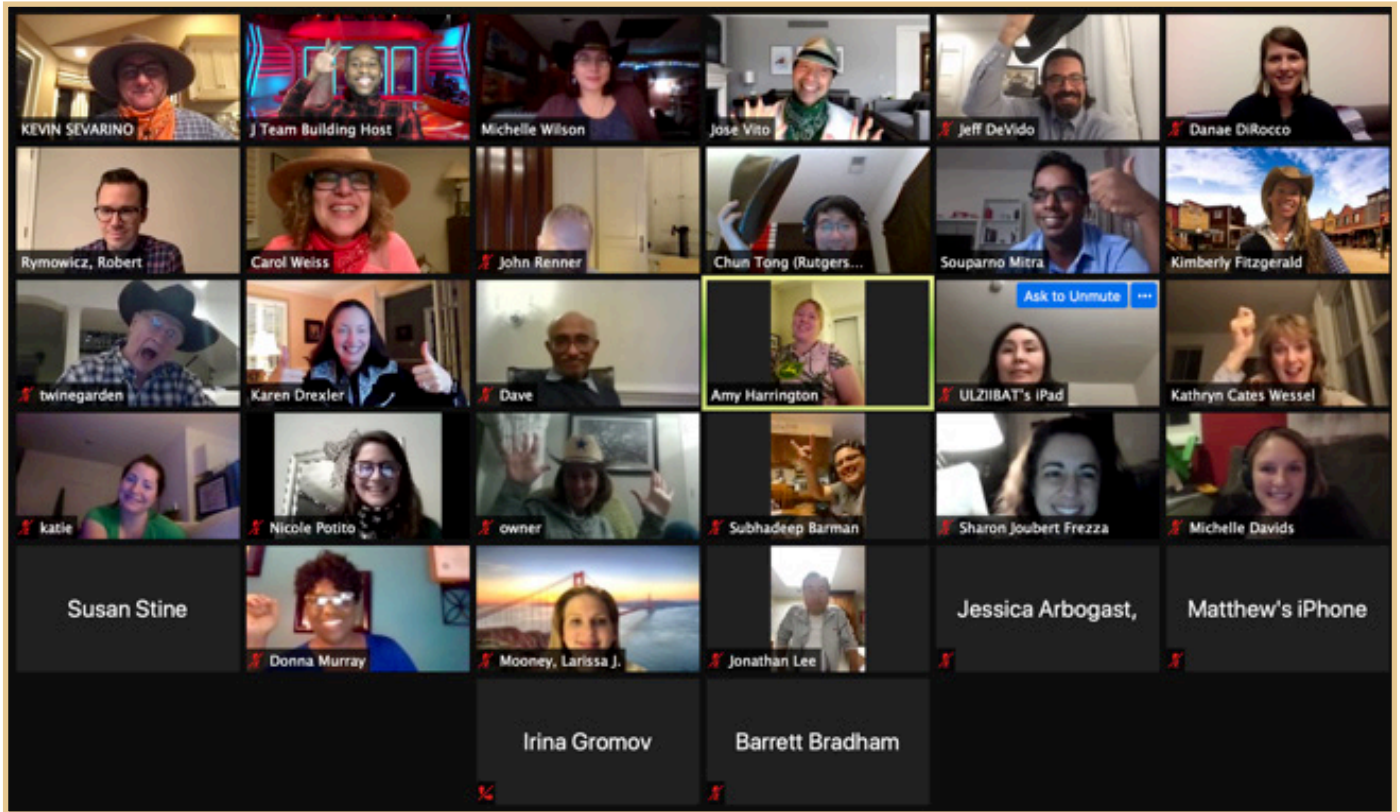 KEVIN SEVARINO
J Team Building Host
Michelle Wilson
Jose Vito
Jeff DeVido
Danae DiRocco
Rymowicz, Robert
Carol Weiss
John Renner
Chun Tong (Rutgers...
Souparno Mitra
Kimberly Fitzgerald
twinegarden
Karen Drexler
Dave
Amy Harrington
Ask to Unmute ...
ULZIIBAT's iPad
Kathryn Cates Wessel
katie
Nicole Potito
owner
Subhadeep Barman
Sharon Joubert Frezza
Michelle Davids
Susan Stine
Donna Murray
Mooney, Larissa J.
Jonathan Lee
Jessica Arbogast,
Matthew's iPhone
Irina Gromov
Barrett Bradham